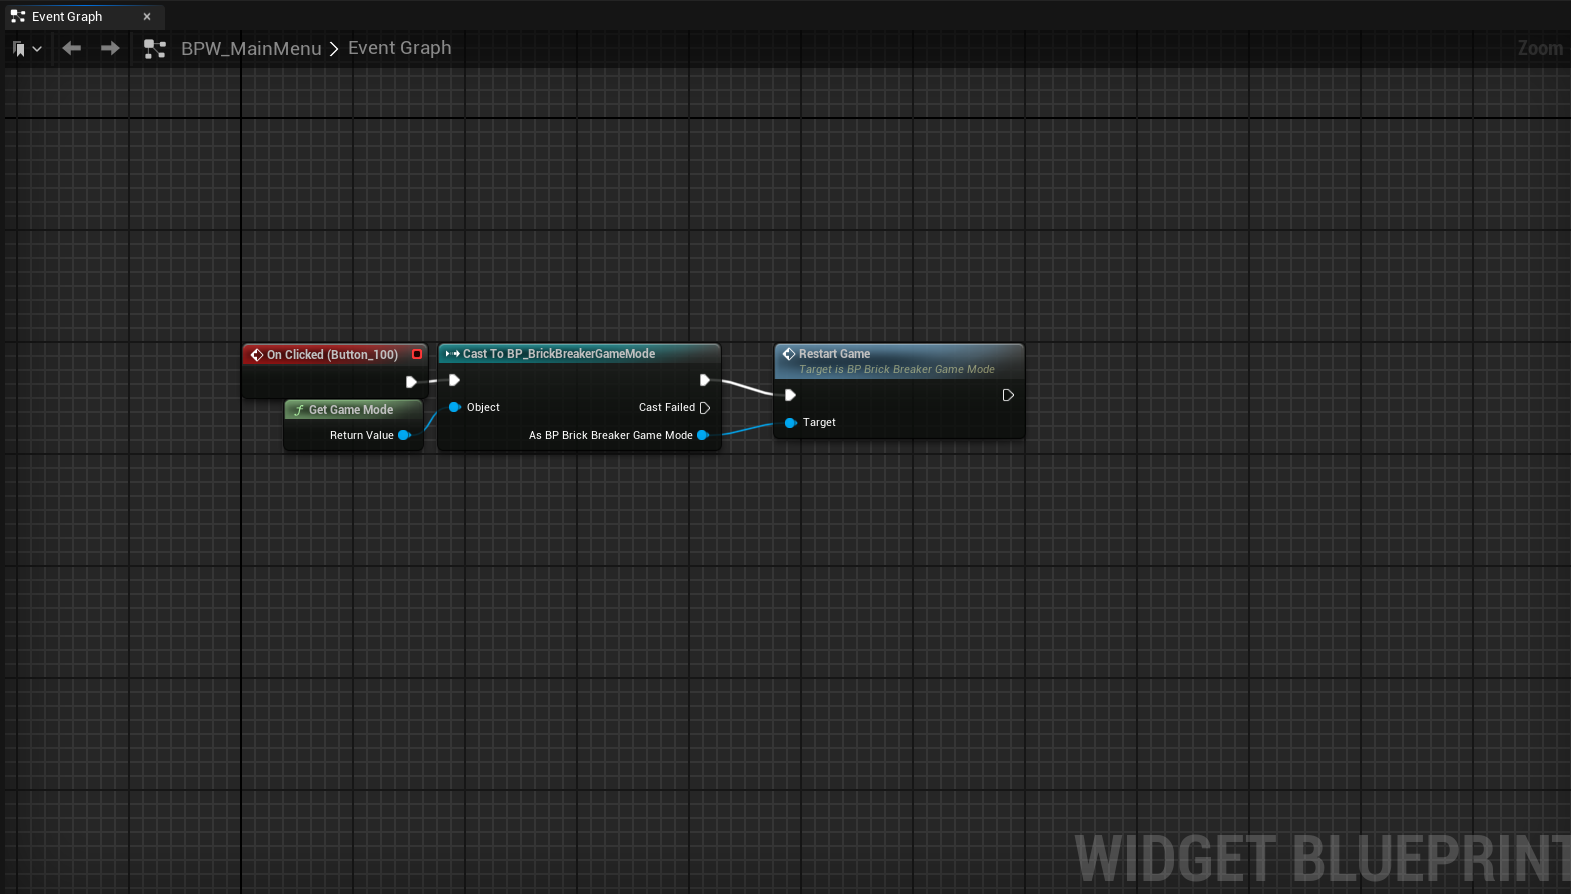 Event Graph
BPW_MainMenu > Event Graph
Zoom
On Clicked (Button_100)
Cast To BP_BrickBreakerGameMode
Restart Game
Target is BP Brick Breaker Game Mode
Get Game Mode
Object
Cast Failed
Target
Return Value
As BP Brick Breaker Game Mode
WIDGET BLUEPRINT